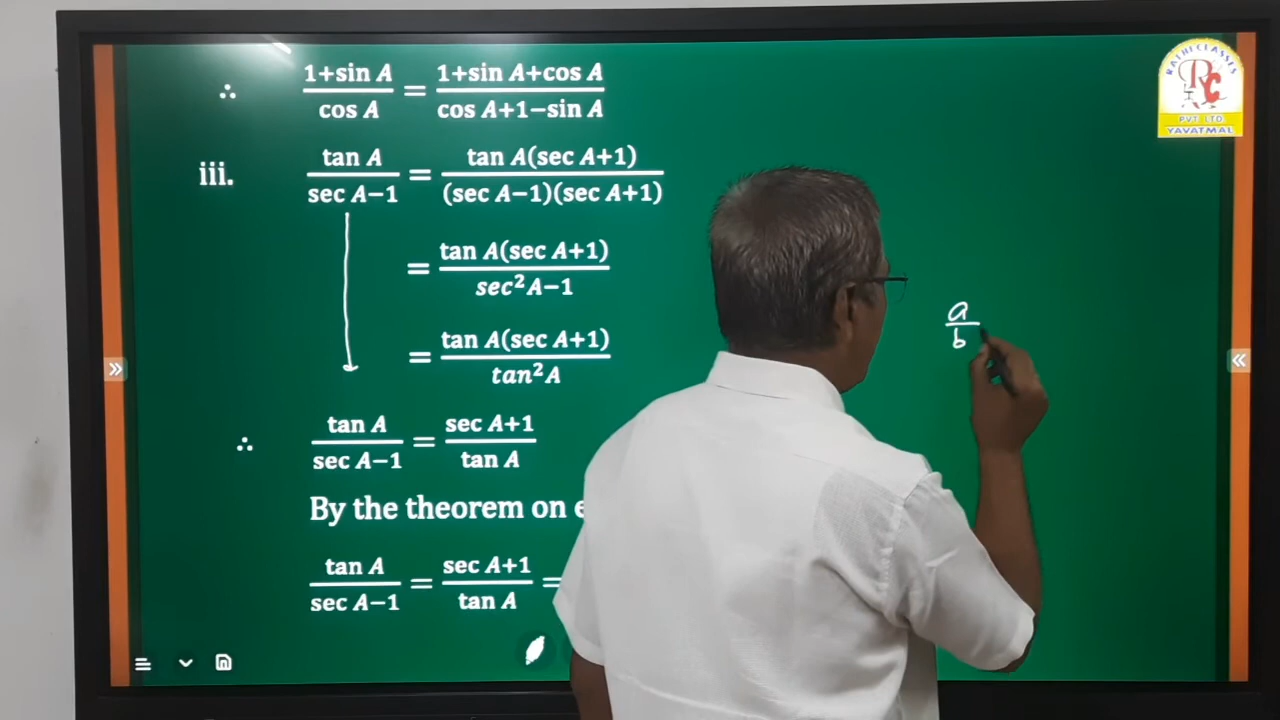 ∴ (1+sin A)/(cos A) = (1+sin A+cos A)/(cos A+1−sin A)
iii. (tan A)/(sec A−1) = (tan A(sec A+1))/((sec A−1)(sec A+1))
= (tan A(sec A+1))/(sec²A−1)
= (tan A(sec A+1))/(tan²A)
∴ (tan A)/(sec A−1) = (sec A+1)/(tan A)
By the theorem on
(tan A)/(sec A−1) = (sec A+1)/(tan A) =
a/b
RATHI CLASSES
PVT. LTD.
YAVATMAL